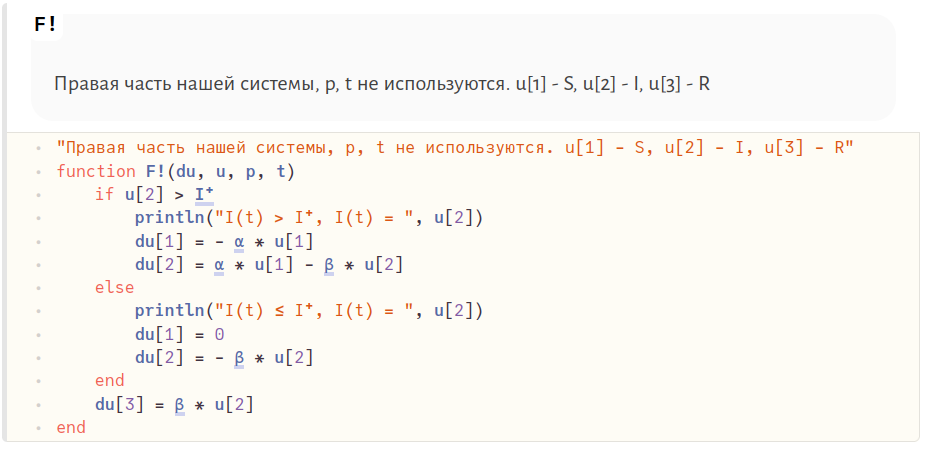 F!
Правая часть нашей системы, p, t не используются. u[1] - S, u[2] - I, u[3] - R
"Правая часть нашей системы, p, t не используются. u[1] - S, u[2] - I, u[3] - R"
function F!(du, u, p, t)
    if u[2] > I⁺
        println("I(t) > I⁺, I(t) = ", u[2])
        du[1] = - α * u[1]
        du[2] = α * u[1] - β * u[2]
    else
        println("I(t) ≤ I⁺, I(t) = ", u[2])
        du[1] = 0
        du[2] = - β * u[2]
    end
    du[3] = β * u[2]
end